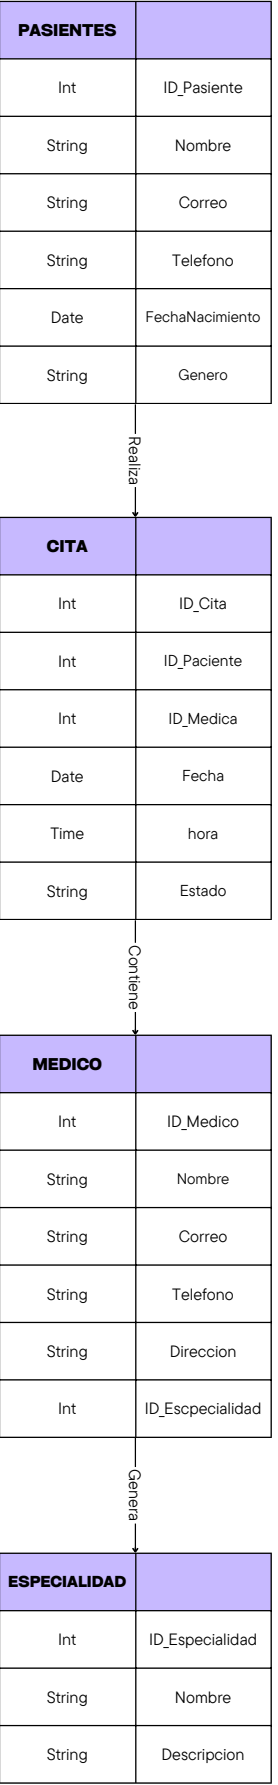 PASIENTES
Int ID_Pasiente
String Nombre
String Correo
String Telefono
Date FechaNacimiento
String Genero
Realiza
CITA
Int ID_Cita
Int ID_Paciente
Int ID_Medica
Date Fecha
Time hora
String Estado
Contiene
MEDICO
Int ID_Medico
String Nombre
String Correo
String Telefono
String Direccion
Int ID_Escpecialidad
Genera
ESPECIALIDAD
Int ID_Especialidad
String Nombre
String Descripcion